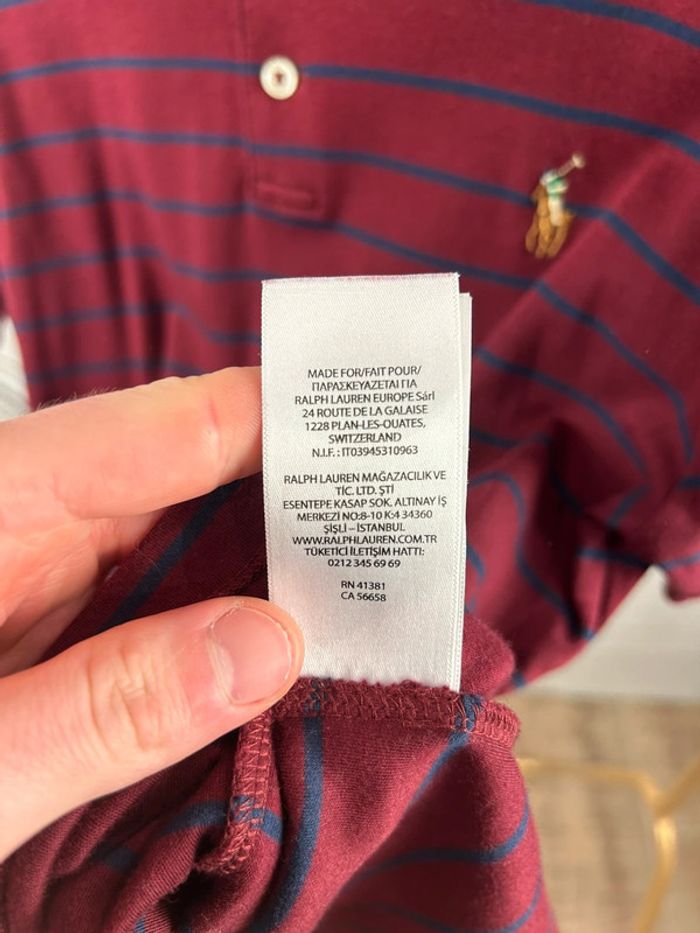 MADE FOR/FAIT POUR/
ΠΑΡΑΣΚΕΥΑΖΕΤΑΙ ΓΙΑ
RALPH LAUREN EUROPE Sárl
24 ROUTE DE LA GALAISE
1228 PLAN-LES-OUATES,
SWITZERLAND
N.I.F. : IT03945310963
RALPH LAUREN MAĞAZACILIK VE
TİC. LTD. ŞTİ
ESENTEPE KASAP SOK. ALTINAY İŞ
MERKEZİ NO:8-10 K:4 34360
ŞİŞLİ – İSTANBUL
WWW.RALPHLAUREN.COM.TR
TÜKETİCİ İLETİŞİM HATTI:
0212 345 69 69
RN 41381
CA 56658